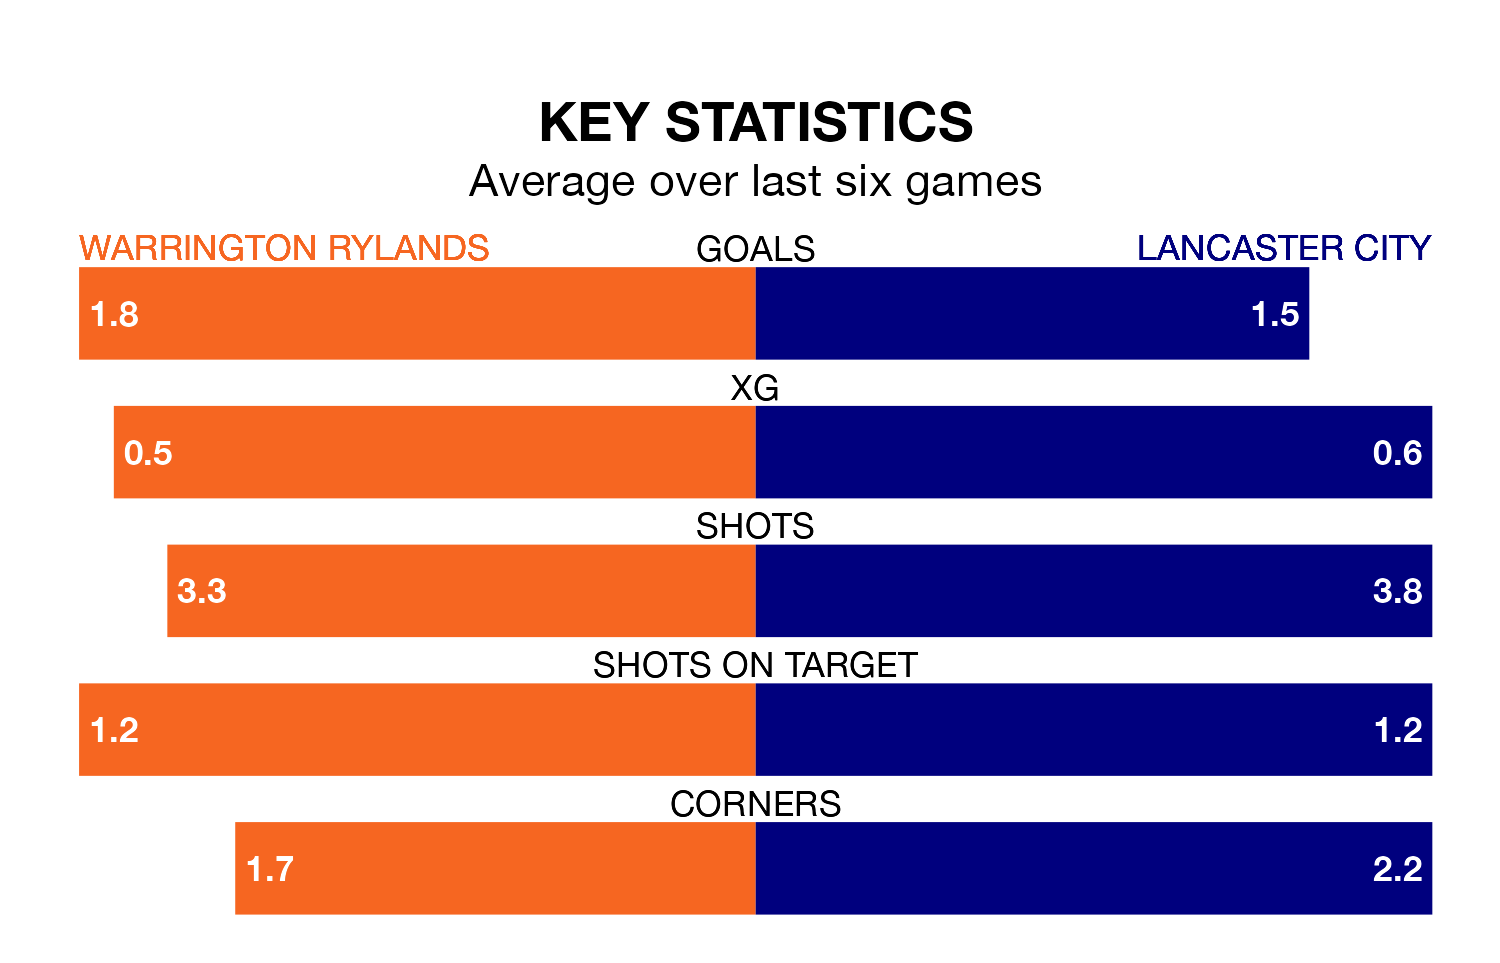 KEY STATISTICS
Average over last six games
WARRINGTON RYLANDS GOALS LANCASTER CITY
1.8 1.5
XG
0.5 0.6
SHOTS
3.3 3.8
SHOTS ON TARGET
1.2 1.2
CORNERS
1.7 2.2